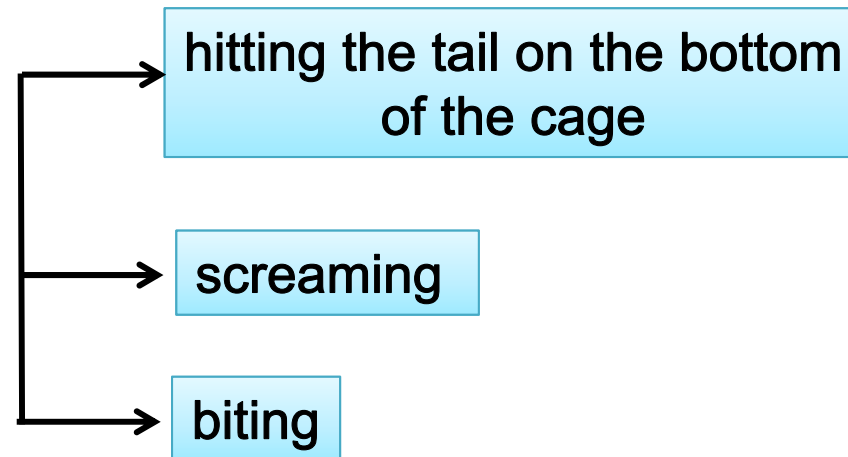 hitting the tail on the bottom
of the cage
screaming
biting